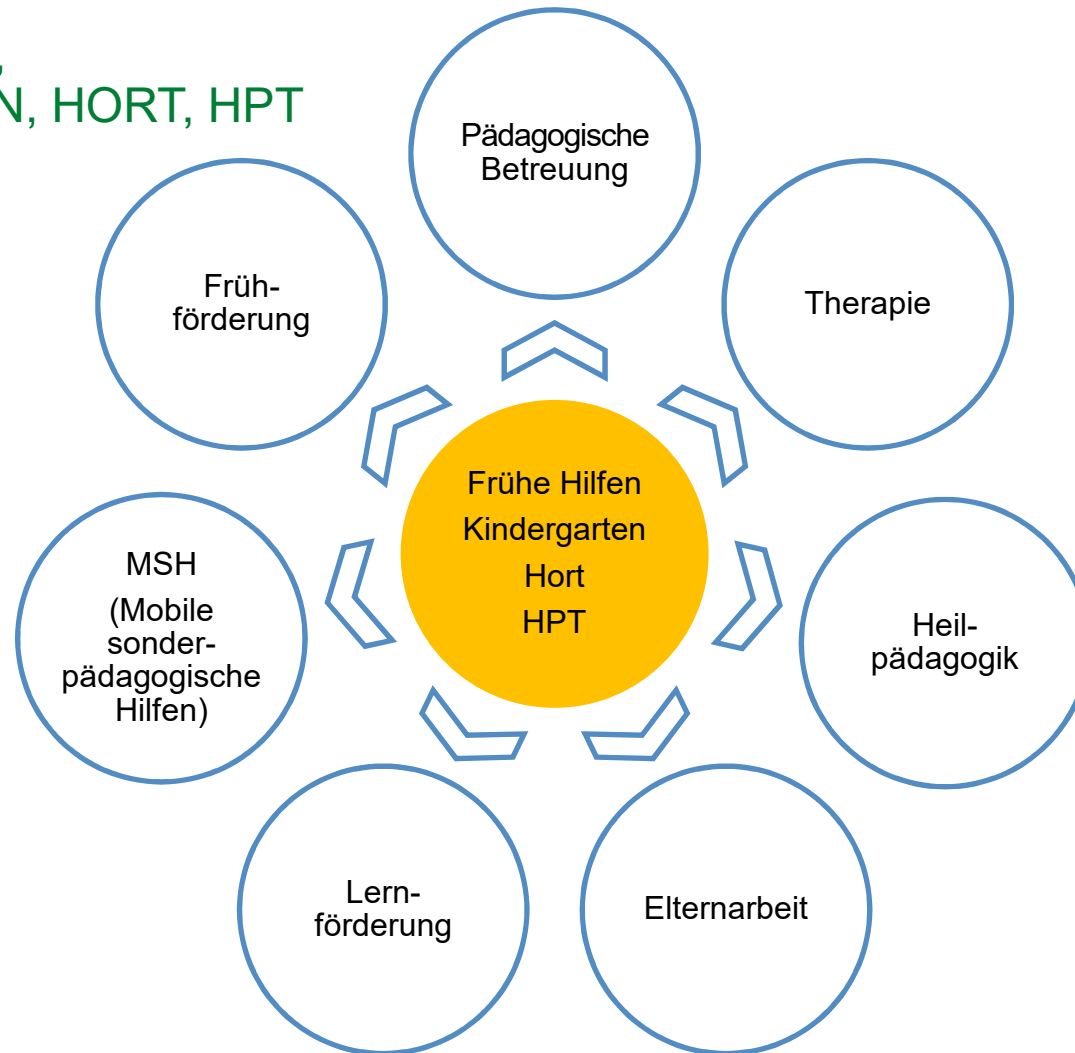 N, HORT, HPT
Pädagogische
Betreuung
Therapie
Heil-
pädagogik
Elternarbeit
Lern-
förderung
MSH
(Mobile
sonder-
pädagogische
Hilfen)
Früh-
förderung
Frühe Hilfen
Kindergarten
Hort
HPT